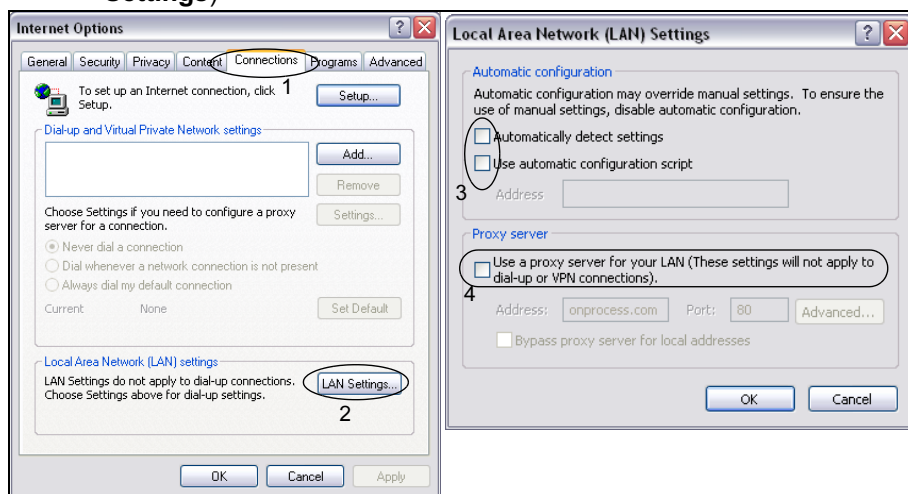 Settings)
Internet Options
General Security Privacy Content Connections Programs Advanced
1
To set up an Internet connection, click
Setup.
Setup...
Dial-up and Virtual Private Network settings
Add...
Remove
Choose Settings if you need to configure a proxy
server for a connection.
Settings...
Never dial a connection
Dial whenever a network connection is not present
Always dial my default connection
Current None
Set Default
Local Area Network (LAN) settings
LAN Settings do not apply to dial-up connections.
Choose Settings above for dial-up settings.
LAN Settings...
2
OK Cancel Apply
Local Area Network (LAN) Settings
Automatic configuration
Automatic configuration may override manual settings. To ensure the
use of manual settings, disable automatic configuration.
Automatically detect settings
Use automatic configuration script
3
Address
Proxy server
Use a proxy server for your LAN (These settings will not apply to
dial-up or VPN connections).
4
Address: onprocess.com Port: 80 Advanced...
Bypass proxy server for local addresses
OK Cancel